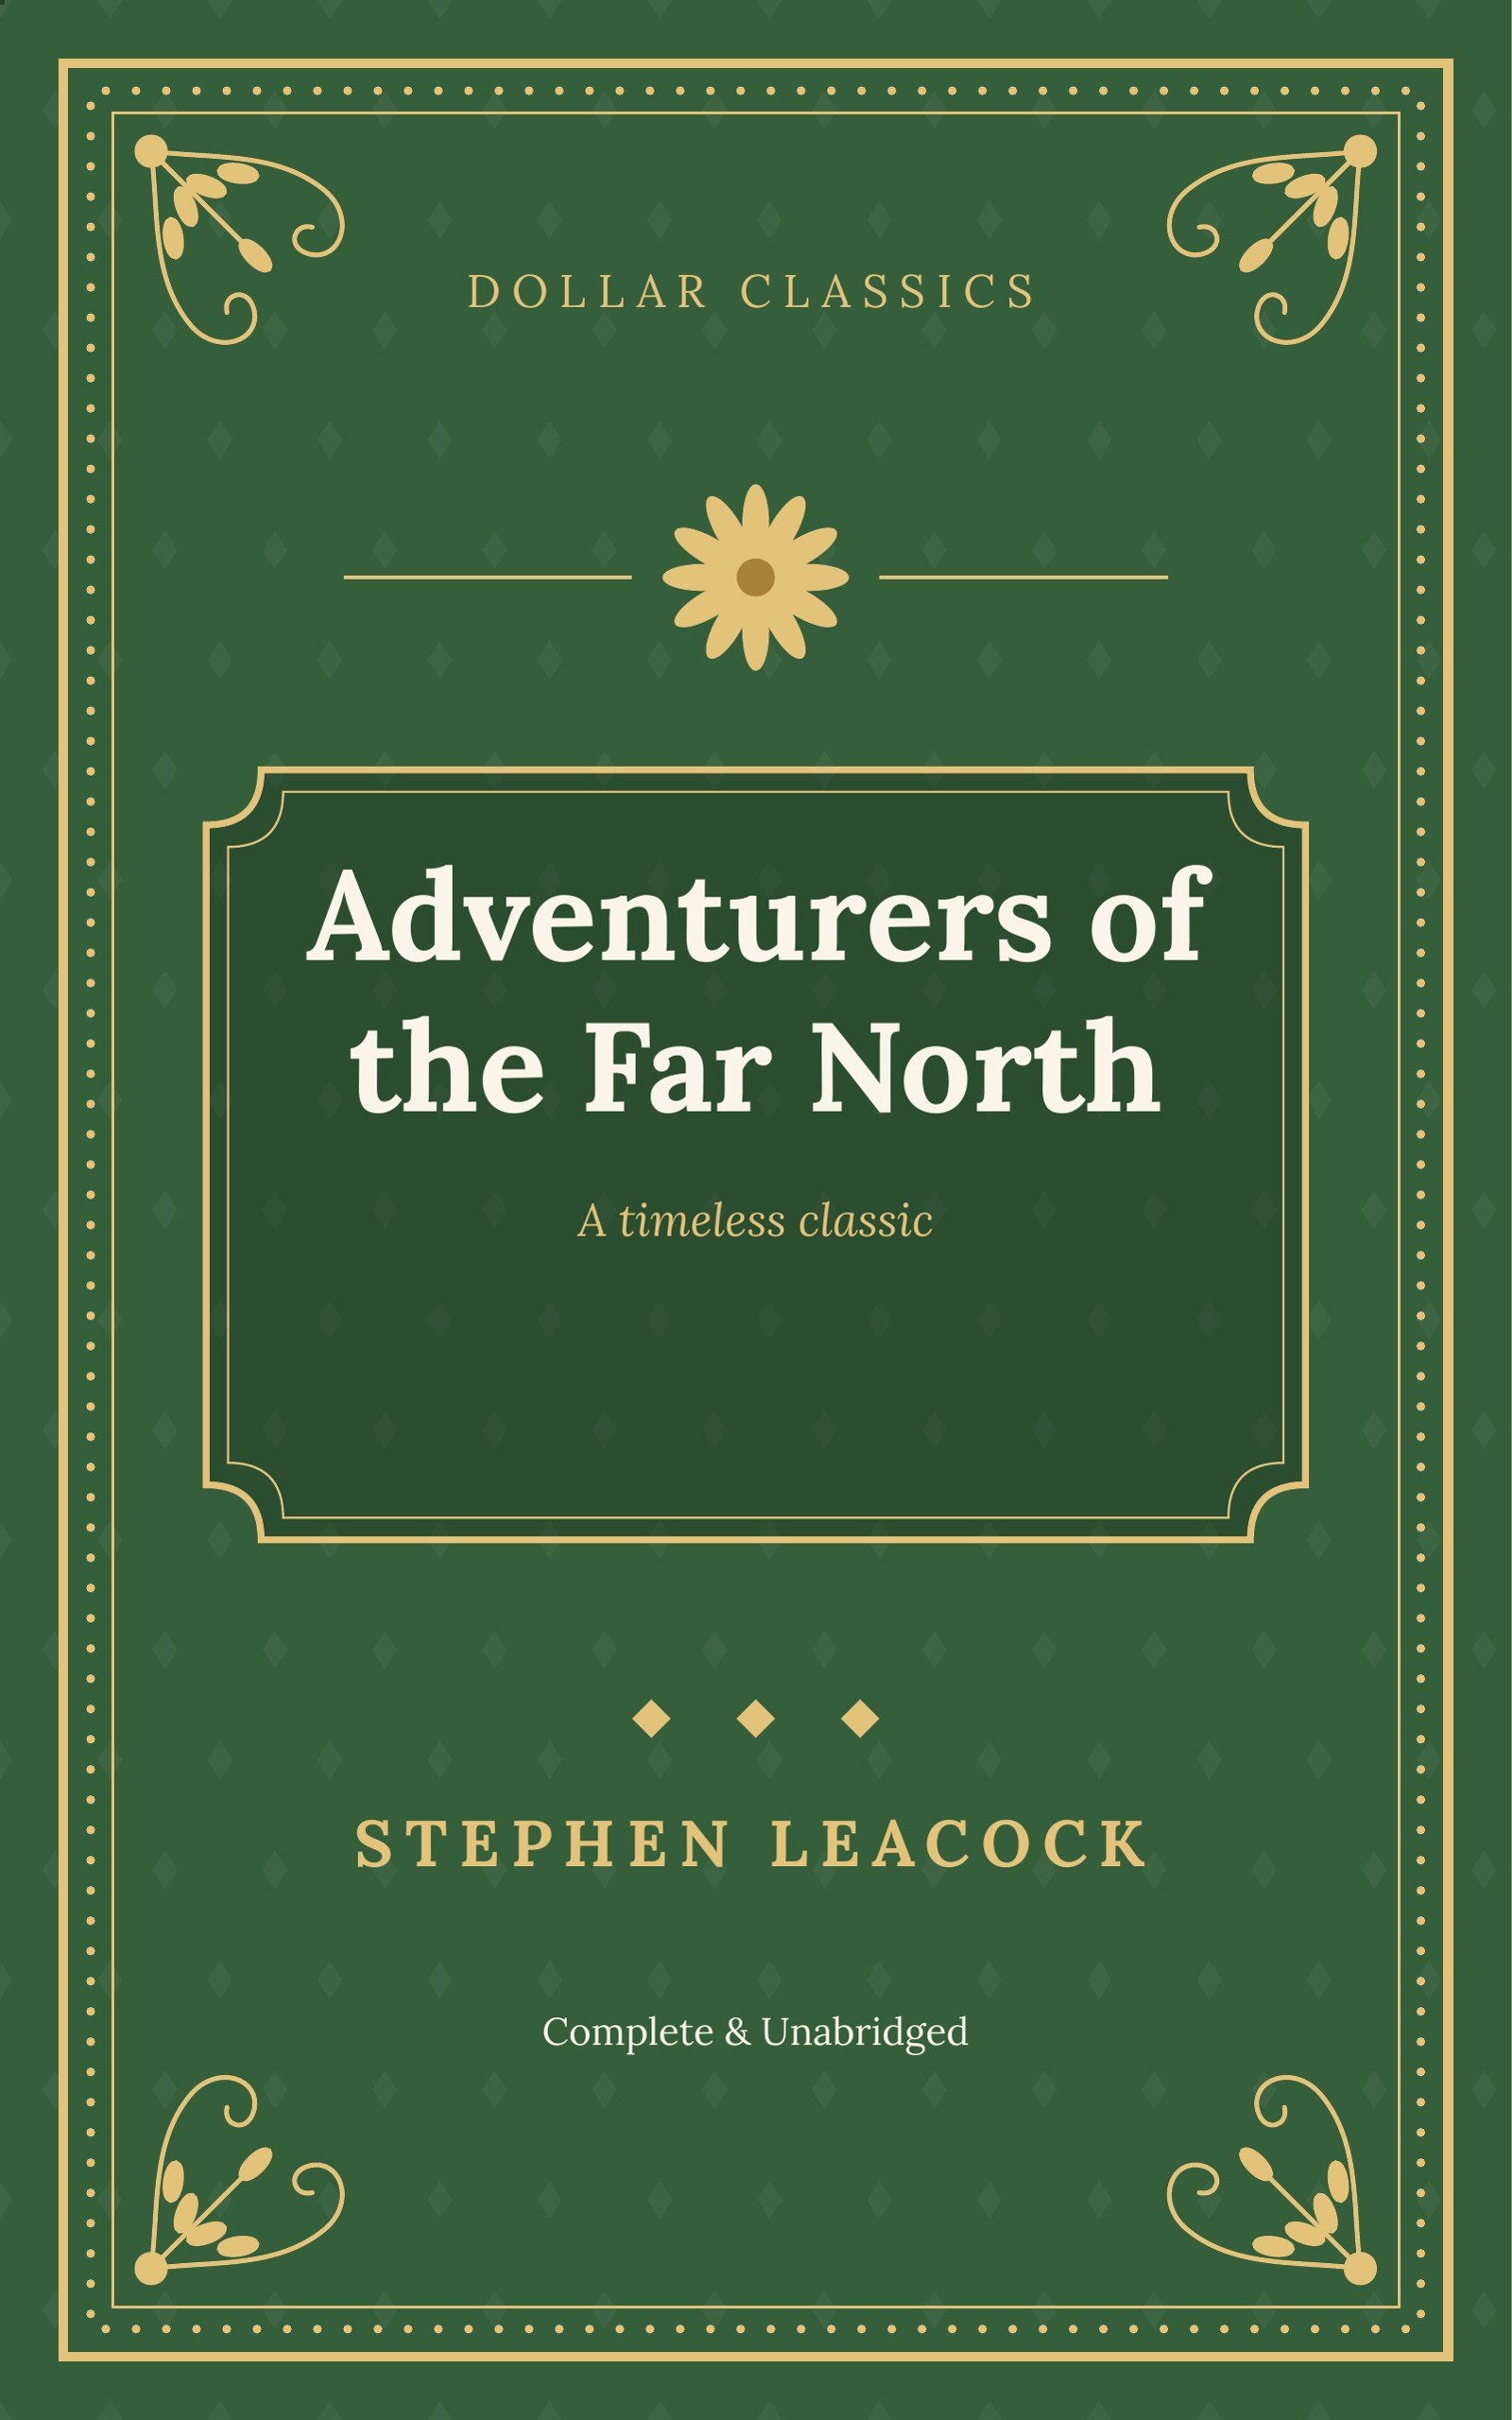 DOLLAR CLASSICS
Adventurers of
the Far North
A timeless classic
STEPHEN LEACOCK
Complete & Unabridged